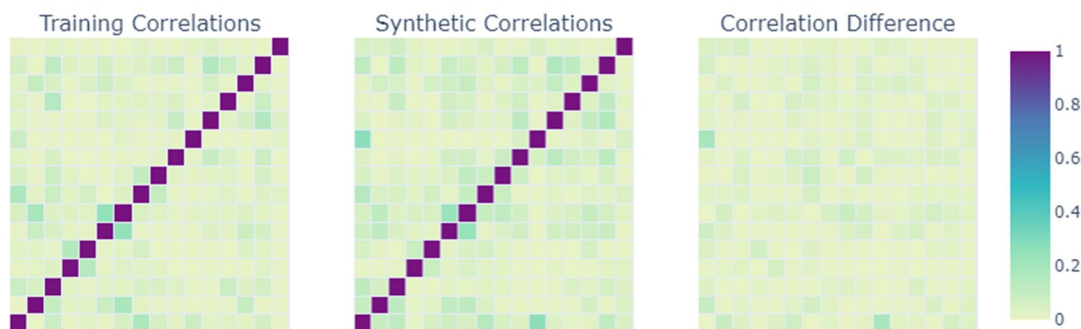 Training Correlations
Synthetic Correlations
Correlation Difference
1
0.8
0.6
0.4
0.2
0